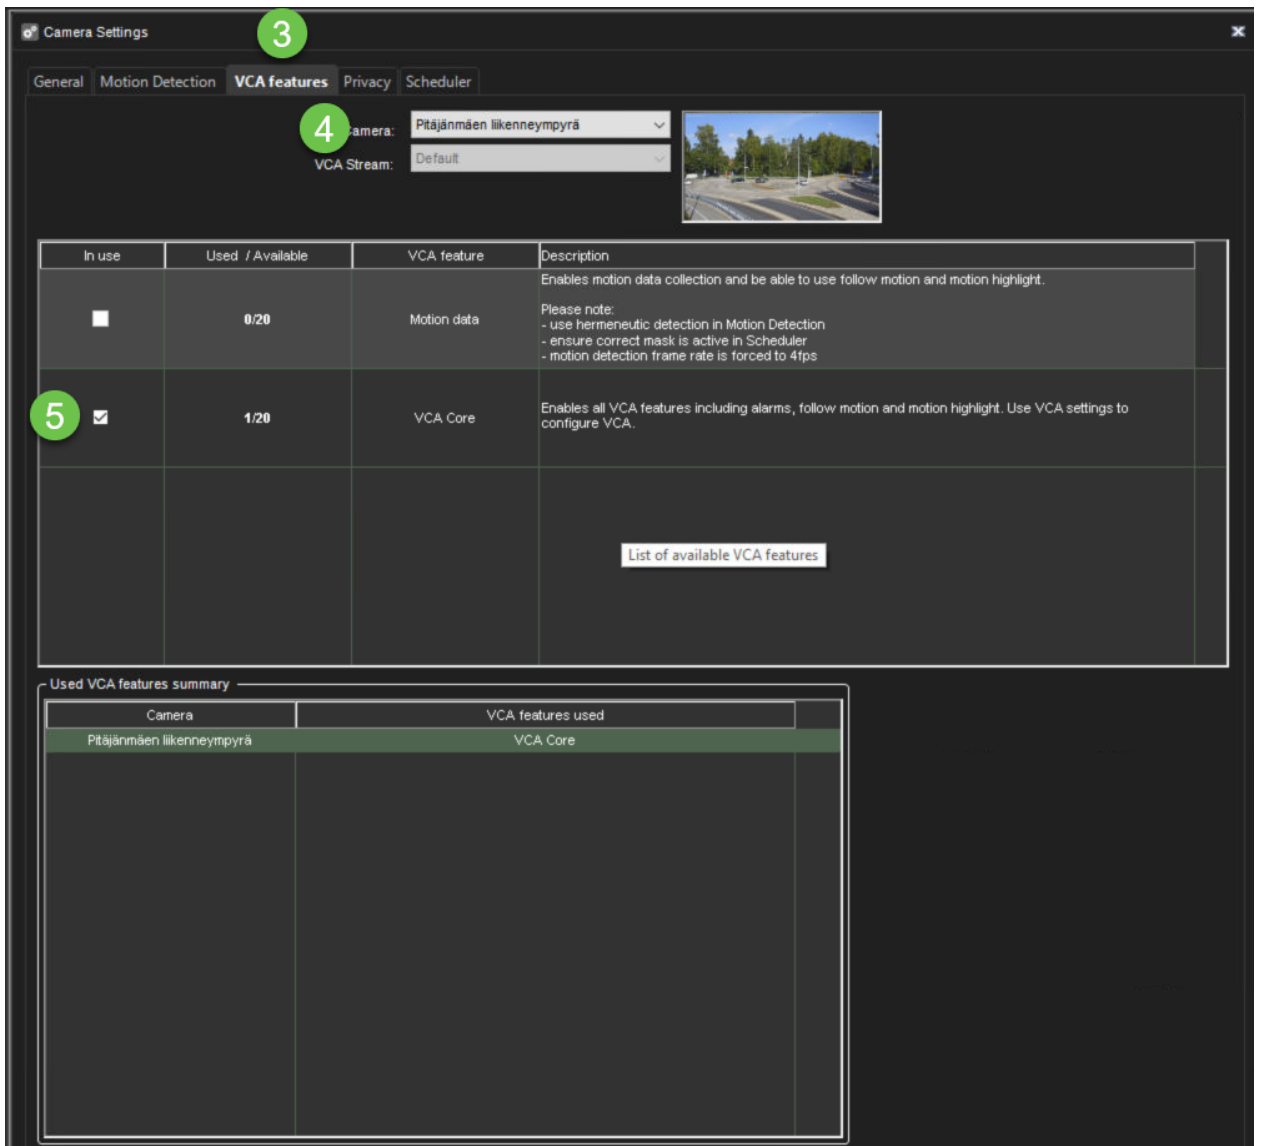 Camera Settings
3
General Motion Detection VCA features Privacy Scheduler
4
Camera: Pitäjänmäen liikenneympyrä
VCA Stream: Default
In use Used / Available VCA feature Description
Enables motion data collection and be able to use follow motion and motion highlight.
Please note:
0/20 Motion data
- use hermeneutic detection in Motion Detection
- ensure correct mask is active in Scheduler
- motion detection frame rate is forced to 4fps
5
1/20 VCA Core
Enables all VCA features including alarms, follow motion and motion highlight. Use VCA settings to
configure VCA.
List of available VCA features
Used VCA features summary
Camera VCA features used
Pitäjänmäen liikenneympyrä VCA Core